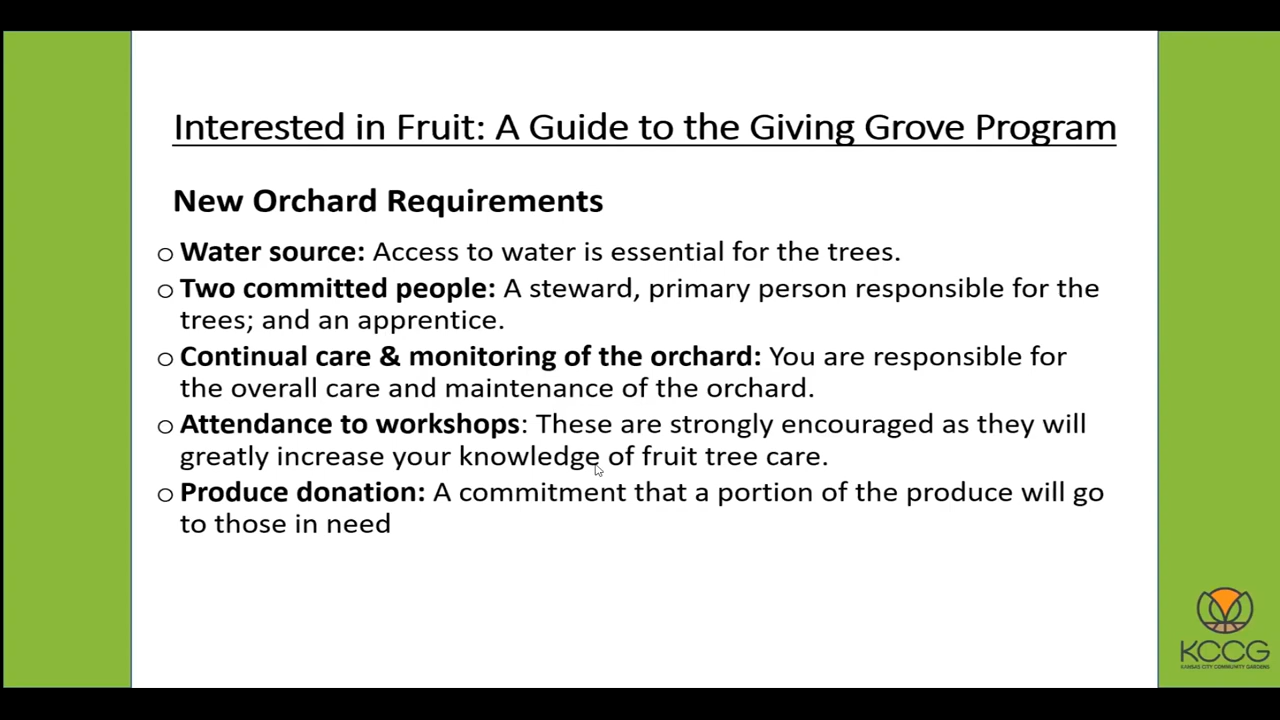 Interested in Fruit: A Guide to the Giving Grove Program
New Orchard Requirements
o Water source: Access to water is essential for the trees.
o Two committed people: A steward, primary person responsible for the
trees; and an apprentice.
o Continual care & monitoring of the orchard: You are responsible for
the overall care and maintenance of the orchard.
o Attendance to workshops: These are strongly encouraged as they will
greatly increase your knowledge of fruit tree care.
o Produce donation: A commitment that a portion of the produce will go
to those in need
KCCG
KANSAS CITY COMMUNITY GARDENS